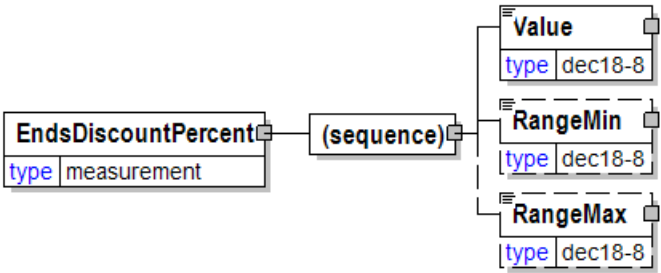 Value
type dec18-8
EndsDiscountPercent
type measurement
(sequence)
RangeMin
type dec18-8
RangeMax
type dec18-8